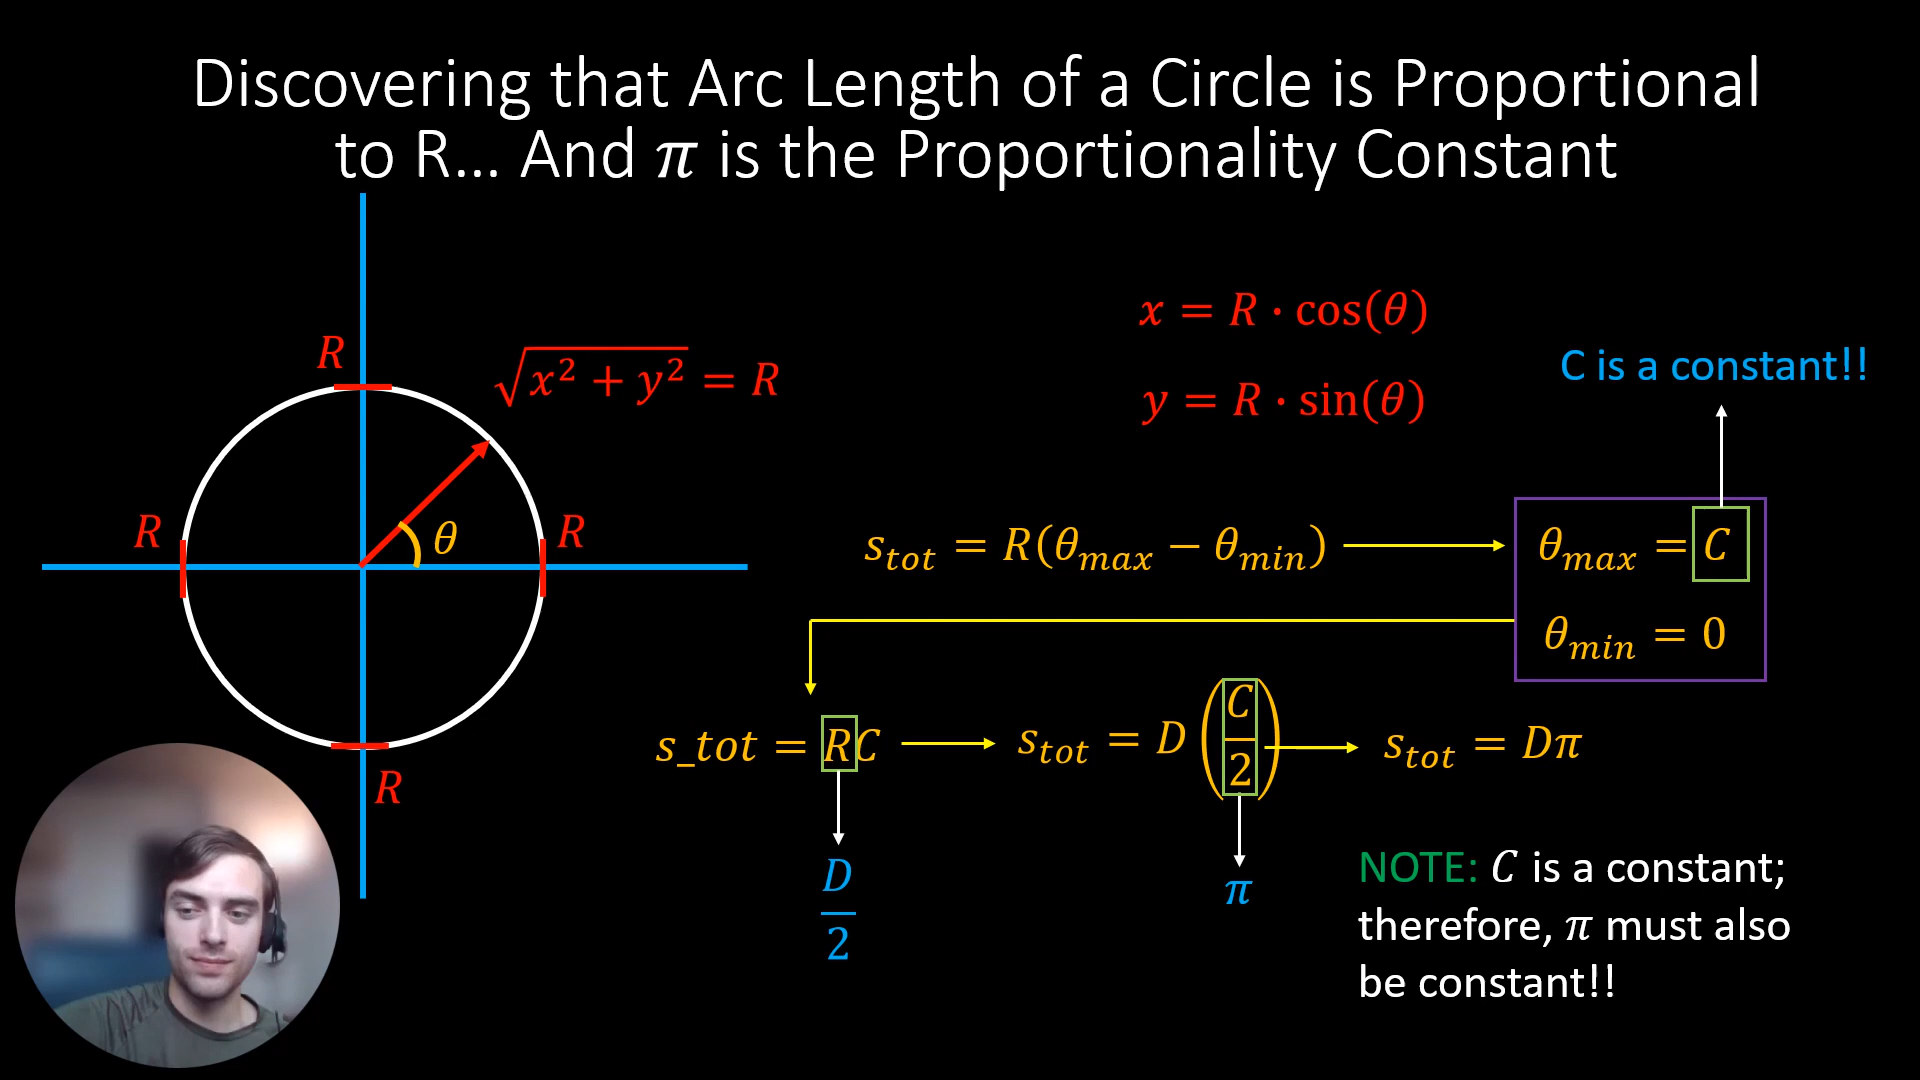 Discovering that Arc Length of a Circle is Proportional
to R... And π is the Proportionality Constant
R
√(x² + y²) = R
R
θ
R
R
x = R · cos(θ)
y = R · sin(θ)
C is a constant!!
s_tot = R(θ_max − θ_min)
θ_max = C
θ_min = 0
s_tot = RC
D/2
s_tot = D(C/2)
π
s_tot = Dπ
NOTE: C is a constant;
therefore, π must also
be constant!!